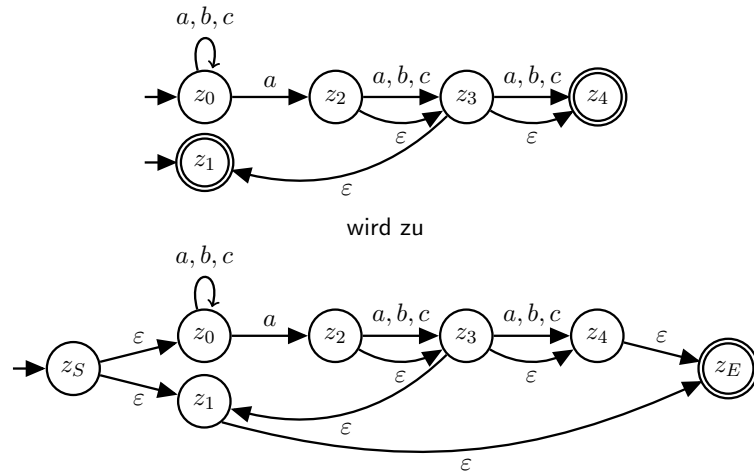 a, b, c
z0 a z2 a, b, c z3 a, b, c z4
ε ε
z1 ε
wird zu
a, b, c
ε z0 a z2 a, b, c z3 a, b, c z4 ε
zS ε ε zE
ε z1 ε
ε